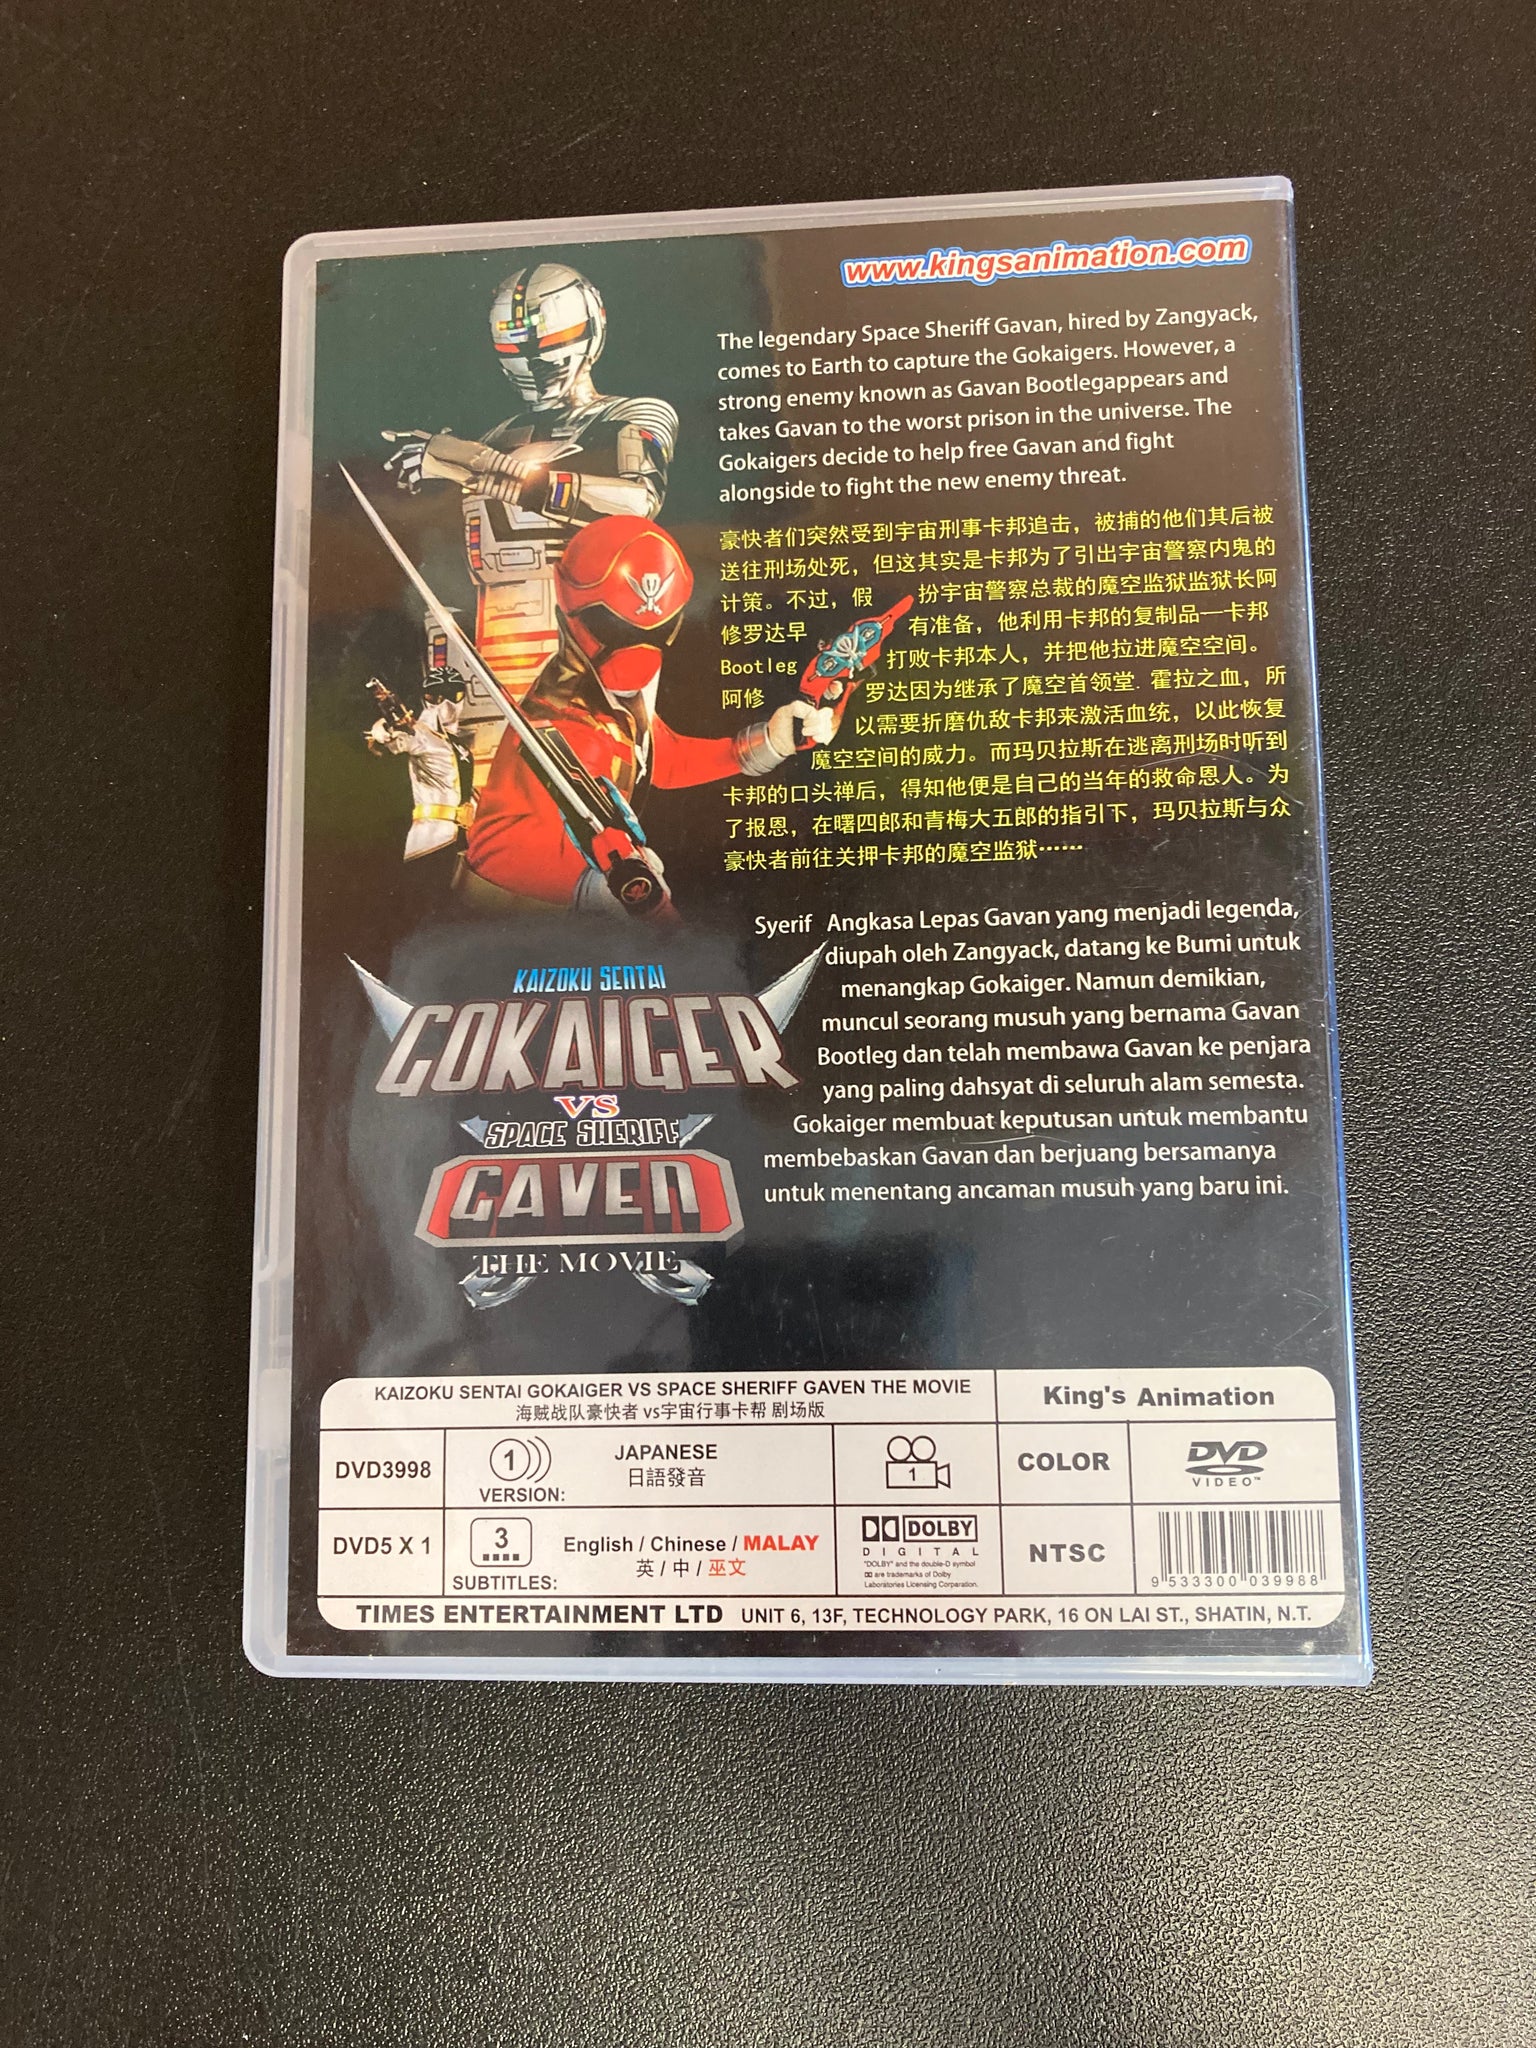 www.kingsanimation.com
The legendary Space Sheriff Gavan, hired by Zangyack,
comes to Earth to capture the Gokaigers. However, a
strong enemy known as Gavan Bootlegappears and
takes Gavan to the worst prison in the universe. The
Gokaigers decide to help free Gavan and fight
alongside to fight the new enemy threat.
豪快者们突然受到宇宙刑事卡邦追击，被捕的他们其后被
送往刑场处死，但这其实是卡邦为了引出宇宙警察内鬼的
计策。不过，假 扮宇宙警察总裁的魔空监狱监狱长阿
修罗达早 有准备，他利用卡邦的复制品—卡邦
Bootleg 打败卡邦本人，并把他拉进魔空空间。
阿修 罗达因为继承了魔空首领堂. 霍拉之血，所
以需要折磨仇敌卡邦来激活血统，以此恢复
魔空空间的威力。而玛贝拉斯在逃离刑场时听到
卡邦的口头禅后，得知他便是自己的当年的救命恩人。为
了报恩，在曙四郎和青梅大五郎的指引下，玛贝拉斯与众
豪快者前往关押卡邦的魔空监狱……
Syerif Angkasa Lepas Gavan yang menjadi legenda,
diupah oleh Zangyack, datang ke Bumi untuk
menangkap Gokaiger. Namun demikian,
muncul seorang musuh yang bernama Gavan
Bootleg dan telah membawa Gavan ke penjara
yang paling dahsyat di seluruh alam semesta.
Gokaiger membuat keputusan untuk membantu
membebaskan Gavan dan berjuang bersamanya
untuk menentang ancaman musuh yang baru ini.
KAIZOKU SENTAI
GOKAIGER
VS
SPACE SHERIFF
GAVEN
THE MOVIE
KAIZOKU SENTAI GOKAIGER VS SPACE SHERIFF GAVEN THE MOVIE
海贼战队豪快者 vs宇宙行事卡帮 剧场版
King's Animation
DVD3998
1
VERSION:
JAPANESE
日語發音
1
COLOR
DVD
VIDEO™
DVD5 X 1
3
SUBTITLES:
English / Chinese / MALAY
英 / 中 / 巫文
DOLBY
DIGITAL
"DOLBY" and the double-D symbol
are trademarks of Dolby
Laboratories Licensing Corporation.
NTSC
9 533300 039988
TIMES ENTERTAINMENT LTD UNIT 6, 13F, TECHNOLOGY PARK, 16 ON LAI ST., SHATIN, N.T.